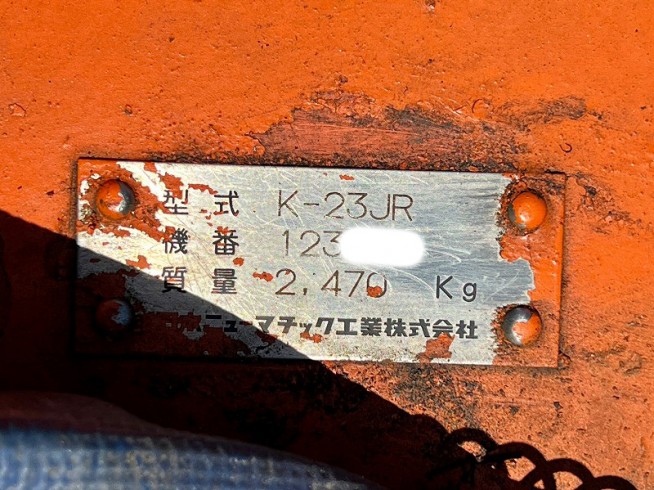 型式 K-23JR
機番 123
質量 2,470 Kg
ニューマチック工業株式会社